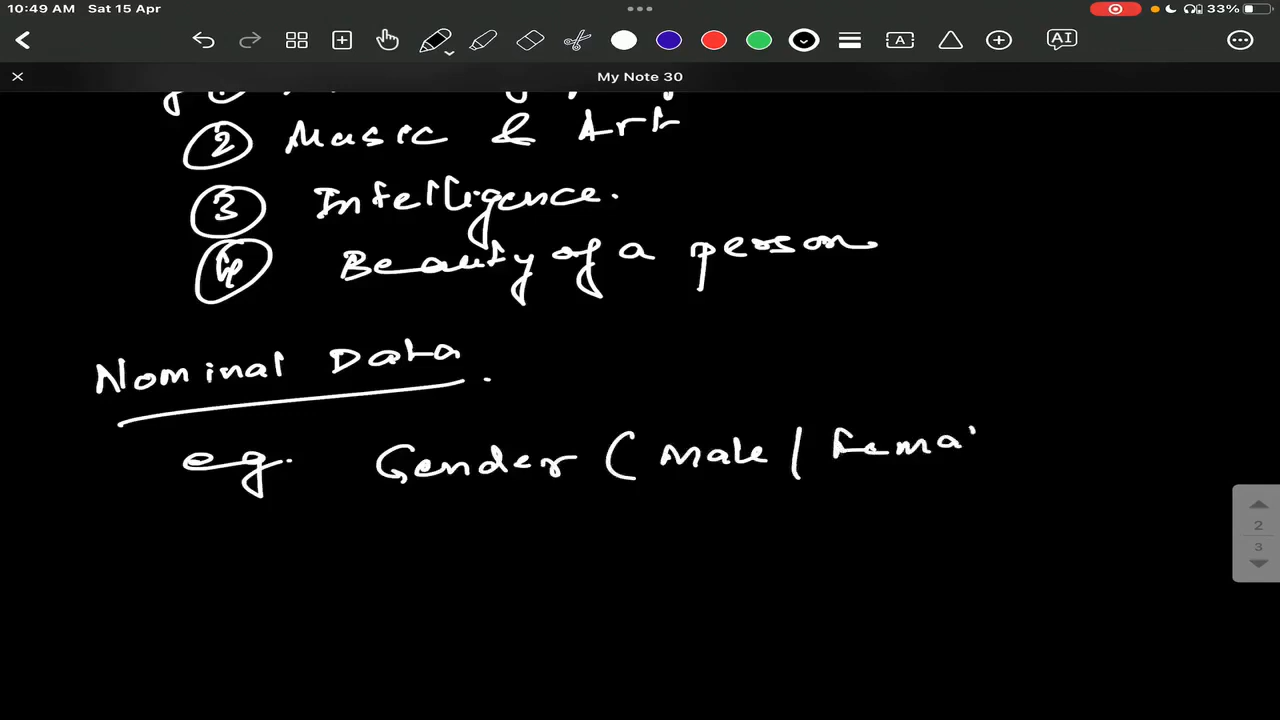 10:49 AM Sat 15 Apr
33%
A
AI
My Note 30
2 Music & Art
3 Intelligence.
4 Beauty of a person
Nominal Data.
eg. Gender ( Male / Fema
2
3